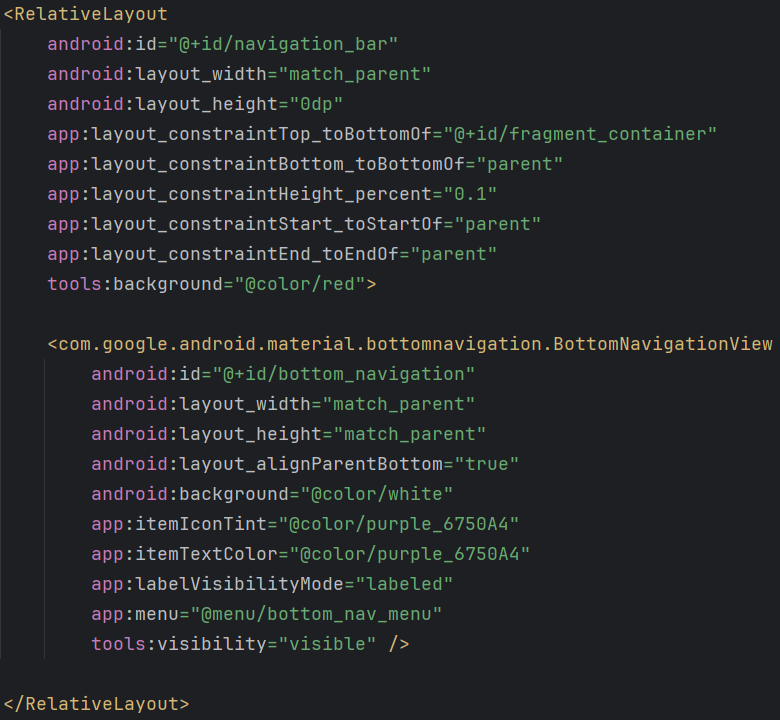 <RelativeLayout
android:id="@+id/navigation_bar"
android:layout_width="match_parent"
android:layout_height="0dp"
app:layout_constraintTop_toBottomOf="@+id/fragment_container"
app:layout_constraintBottom_toBottomOf="parent"
app:layout_constraintHeight_percent="0.1"
app:layout_constraintStart_toStartOf="parent"
app:layout_constraintEnd_toEndOf="parent"
tools:background="@color/red">
<com.google.android.material.bottomnavigation.BottomNavigationView
android:id="@+id/bottom_navigation"
android:layout_width="match_parent"
android:layout_height="match_parent"
android:layout_alignParentBottom="true"
android:background="@color/white"
app:itemIconTint="@color/purple_6750A4"
app:itemTextColor="@color/purple_6750A4"
app:labelVisibilityMode="labeled"
app:menu="@menu/bottom_nav_menu"
tools:visibility="visible" />
</RelativeLayout>